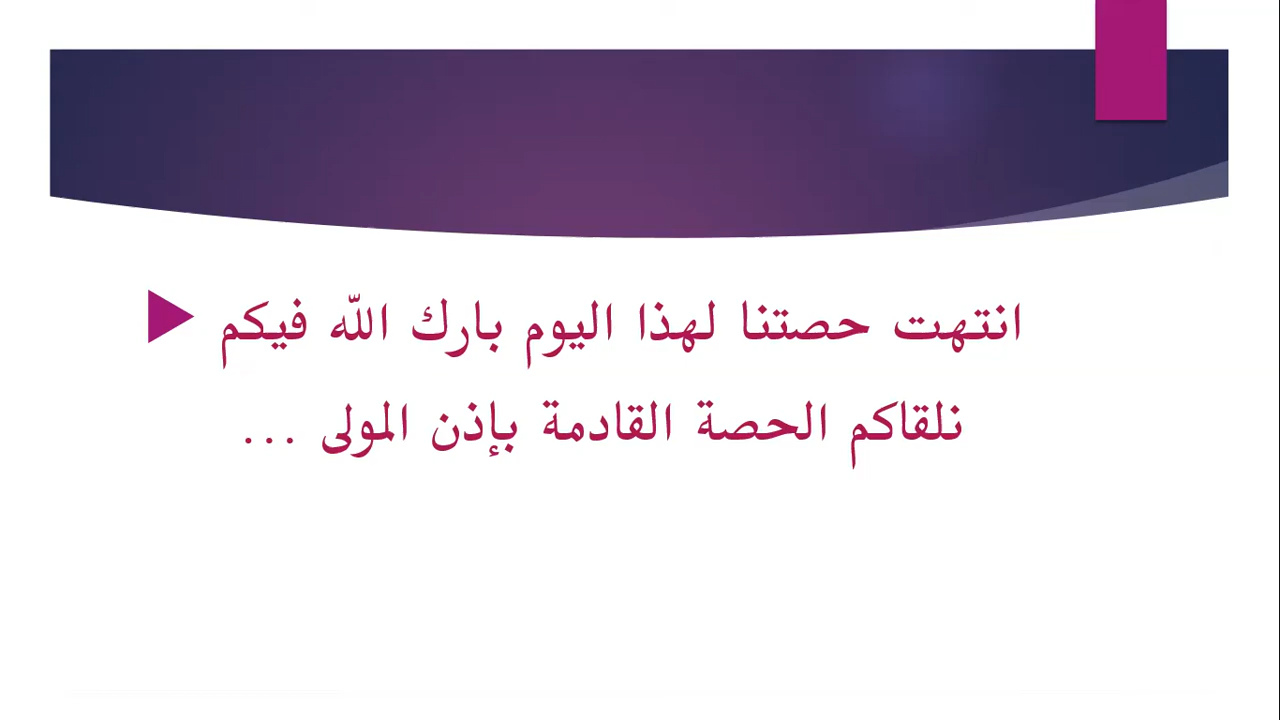 انتهت حصتنا لهذا اليوم بارك الله فيكم
نلقاكم الحصة القادمة بإذن المولى ...